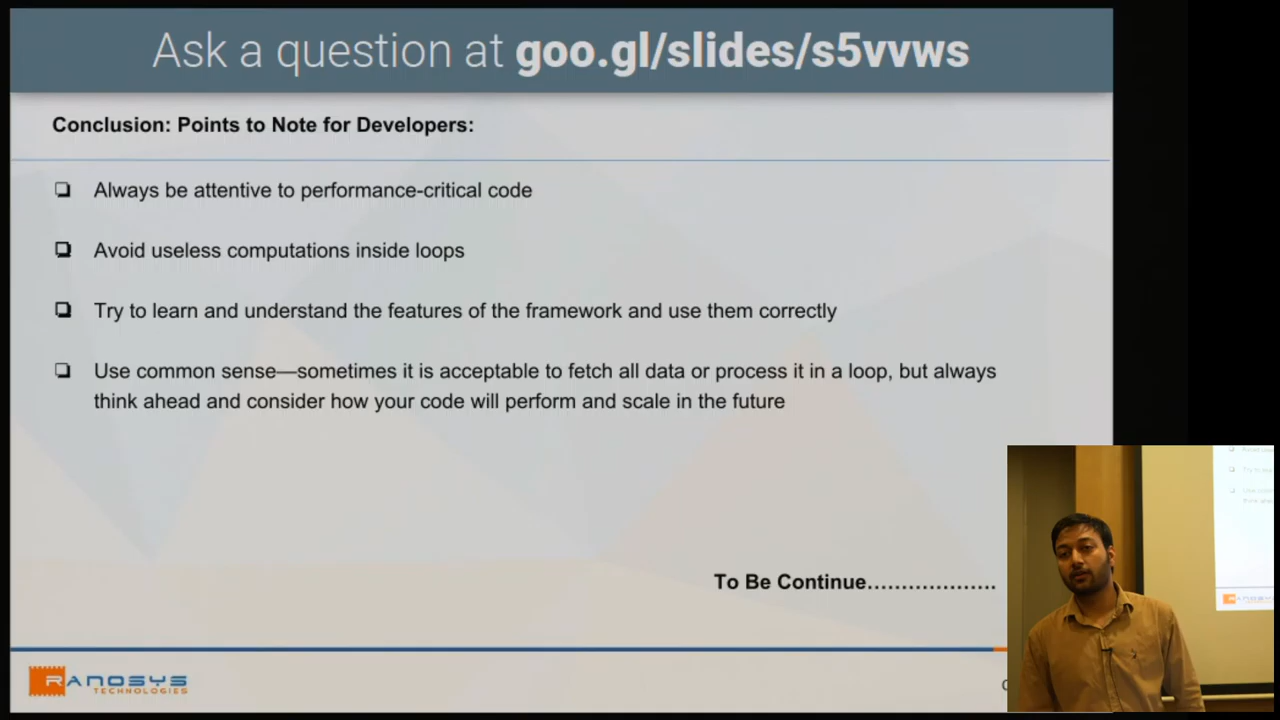 Ask a question at goo.gl/slides/s5vvws
Conclusion: Points to Note for Developers:
❏ Always be attentive to performance-critical code
❏ Avoid useless computations inside loops
❏ Try to learn and understand the features of the framework and use them correctly
❏ Use common sense—sometimes it is acceptable to fetch all data or process it in a loop, but always
think ahead and consider how your code will perform and scale in the future
To Be Continue...................
RANOSYS
TECHNOLOGIES